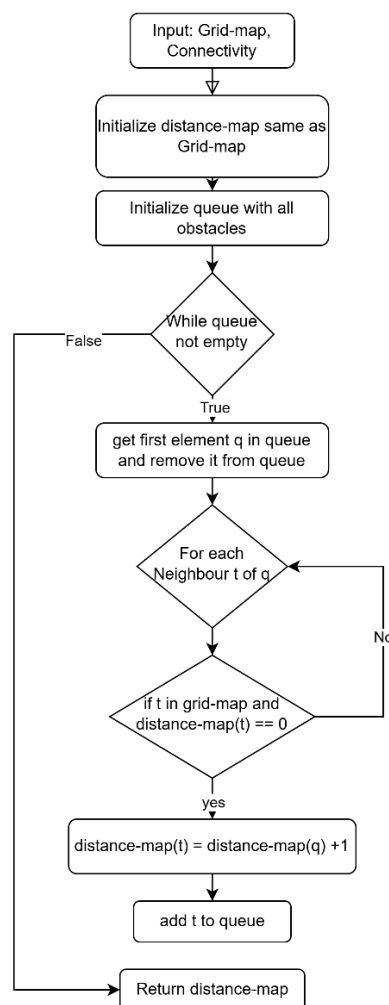 Input: Grid-map,
Connectivity
Initialize distance-map same as
Grid-map
Initialize queue with all
obstacles
While queue
not empty
False
True
get first element q in queue
and remove it from queue
For each
Neighbour t of q
No
if t in grid-map and
distance-map(t) == 0
yes
distance-map(t) = distance-map(q) +1
add t to queue
Return distance-map